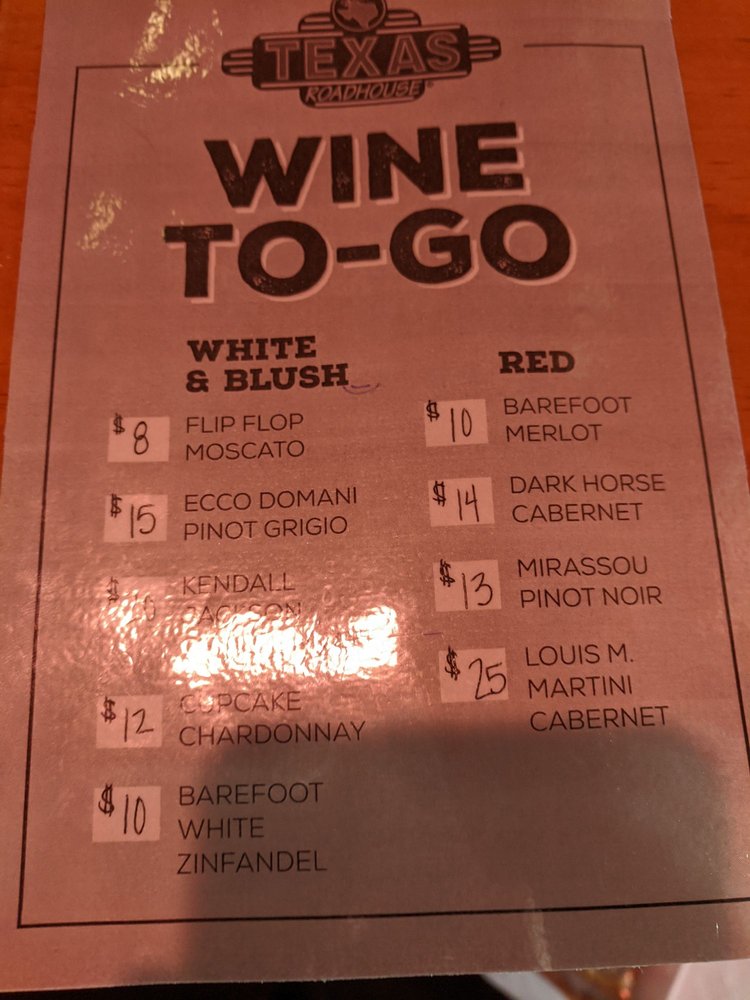 TEXAS
ROADHOUSE®
WINE
TO-GO
WHITE
& BLUSH
$8 FLIP FLOP
MOSCATO
$15 ECCO DOMANI
PINOT GRIGIO
KENDALL
JACKSON
$12 CUPCAKE
CHARDONNAY
$10 BAREFOOT
WHITE
ZINFANDEL
RED
$10 BAREFOOT
MERLOT
$14 DARK HORSE
CABERNET
$13 MIRASSOU
PINOT NOIR
$25 LOUIS M.
MARTINI
CABERNET